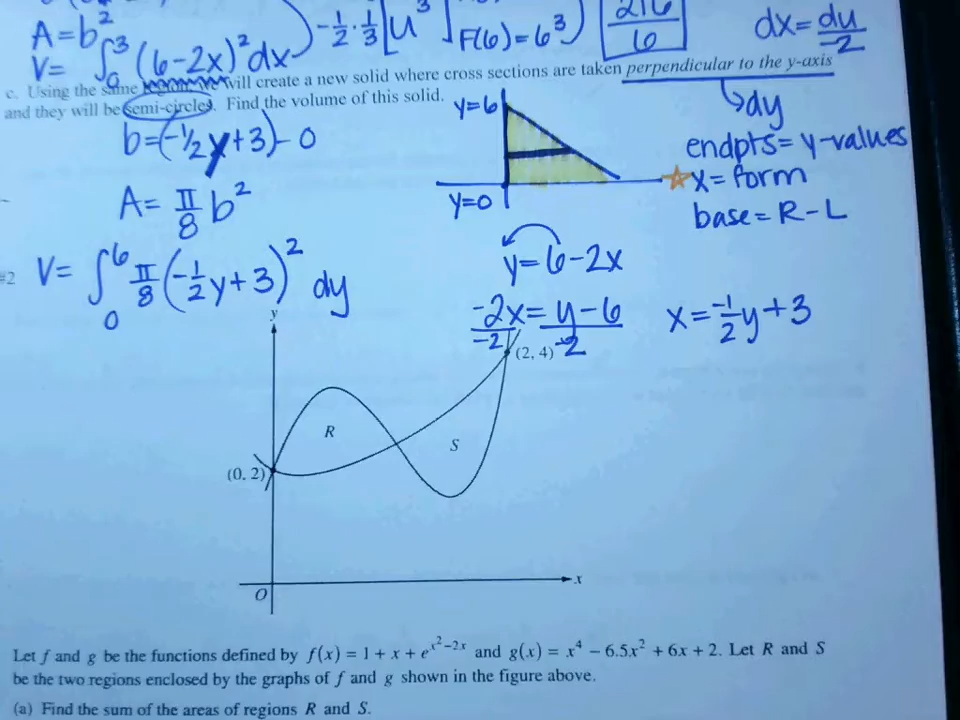 A=b²
V= ∫₀³ (6-2x)²dx
-1/2 · 1/3 [u³ ] F(6)=6³) 216/6
dx=du/-2
c. Using the same will create a new solid where cross sections are taken perpendicular to the y-axis
and they will be semi-circles. Find the volume of this solid.
dy
b=(-1/2y+3)-0
y=6
endpts= y-values
A= π/8 b²
y=0
x= form
base=R-L
#2
V= ∫₀⁶ π/8 (-1/2y+3)² dy
y=6-2x
-2x=y-6
-2 -2
x=-1/2y+3
y
(2, 4)
R
S
(0, 2)
x
O
Let f and g be the functions defined by f(x) = 1 + x + e^(x²−2x) and g(x) = x⁴ − 6.5x² + 6x + 2. Let R and S
be the two regions enclosed by the graphs of f and g shown in the figure above.
(a) Find the sum of the areas of regions R and S.